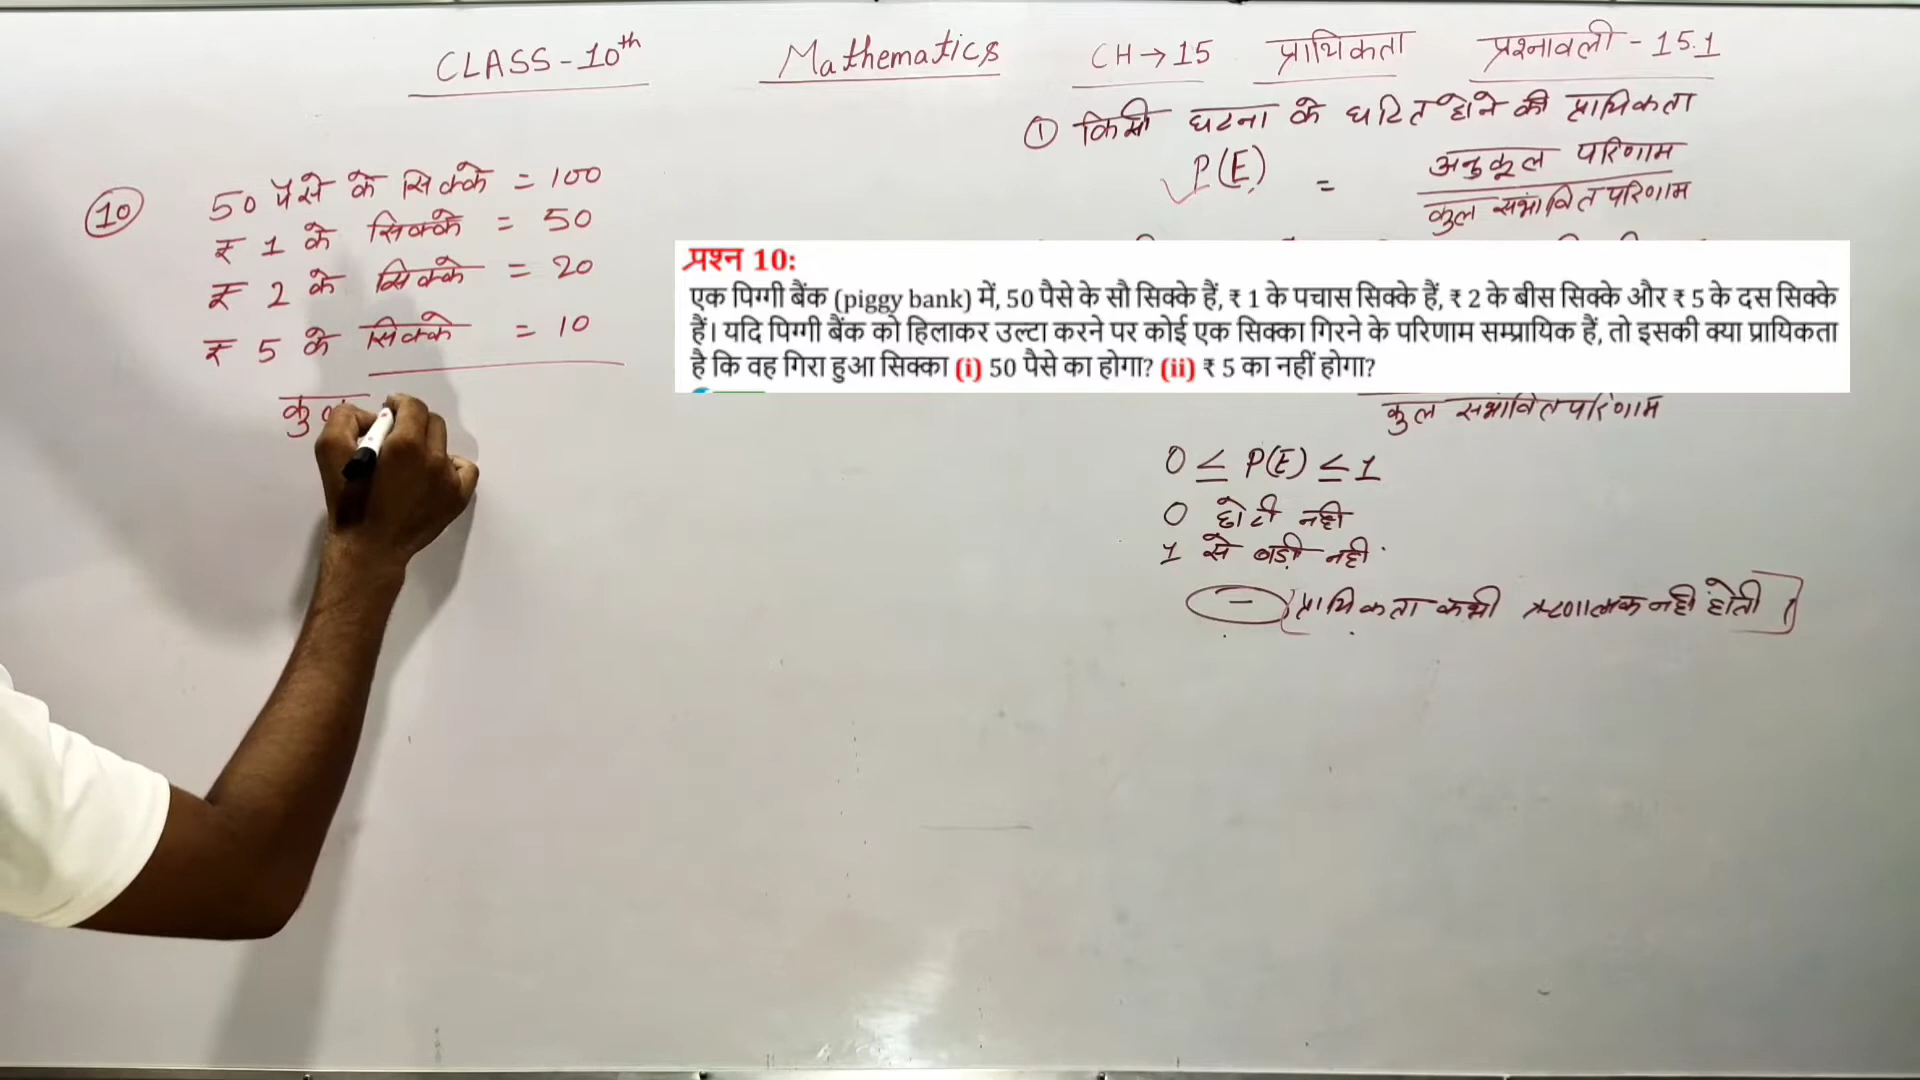 CLASS-10th Mathematics CH→15 प्रायिकता प्रश्नावली-15.1
① किसी घटना के घटित होने की प्रायिकता
P(E) = अनुकूल परिणाम
कुल संभावित परिणाम
⑩ 50 पैसे के सिक्के = 100
₹ 1 के सिक्के = 50
₹ 2 के सिक्के = 20
₹ 5 के सिक्के = 10
प्रश्न 10:
एक पिग्गी बैंक (piggy bank) में, 50 पैसे के सौ सिक्के हैं, ₹ 1 के पचास सिक्के हैं, ₹ 2 के बीस सिक्के और ₹ 5 के दस सिक्के
हैं। यदि पिग्गी बैंक को हिलाकर उल्टा करने पर कोई एक सिक्का गिरने के परिणाम सम्प्रायिक हैं, तो इसकी क्या प्रायिकता
है कि वह गिरा हुआ सिक्का (i) 50 पैसे का होगा? (ii) ₹ 5 का नहीं होगा?
कुल संभावित परिणाम
0 ≤ P(E) ≤ 1
0 छोटी नही
1 से बड़ी नही
- [प्रायिकता कभी ऋणात्मक नही होती]